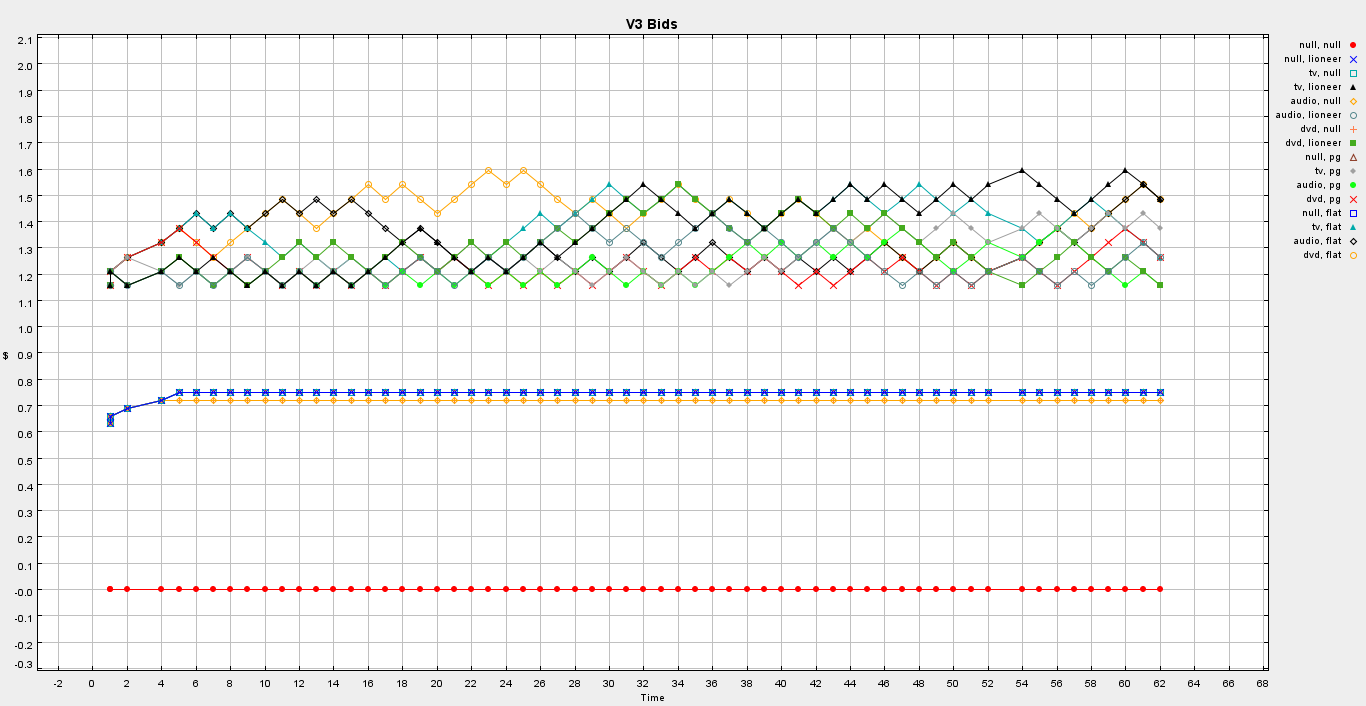 V3 Bids
2.1
2.0
1.9
1.8
1.7
1.6
1.5
1.4
1.3
1.2
1.1
1.0
0.9
$
0.8
0.7
0.6
0.5
0.4
0.3
0.2
0.1
-0.0
-0.1
-0.2
-0.3
-2 0 2 4 6 8 10 12 14 16 18 20 22 24 26 28 30 32 34 36 38 40 42 44 46 48 50 52 54 56 58 60 62 64 66 68
Time
null, null
null, lioneer
tv, null
tv, lioneer
audio, null
audio, lioneer
dvd, null
dvd, lioneer
null, pg
tv, pg
audio, pg
dvd, pg
null, flat
tv, flat
audio, flat
dvd, flat